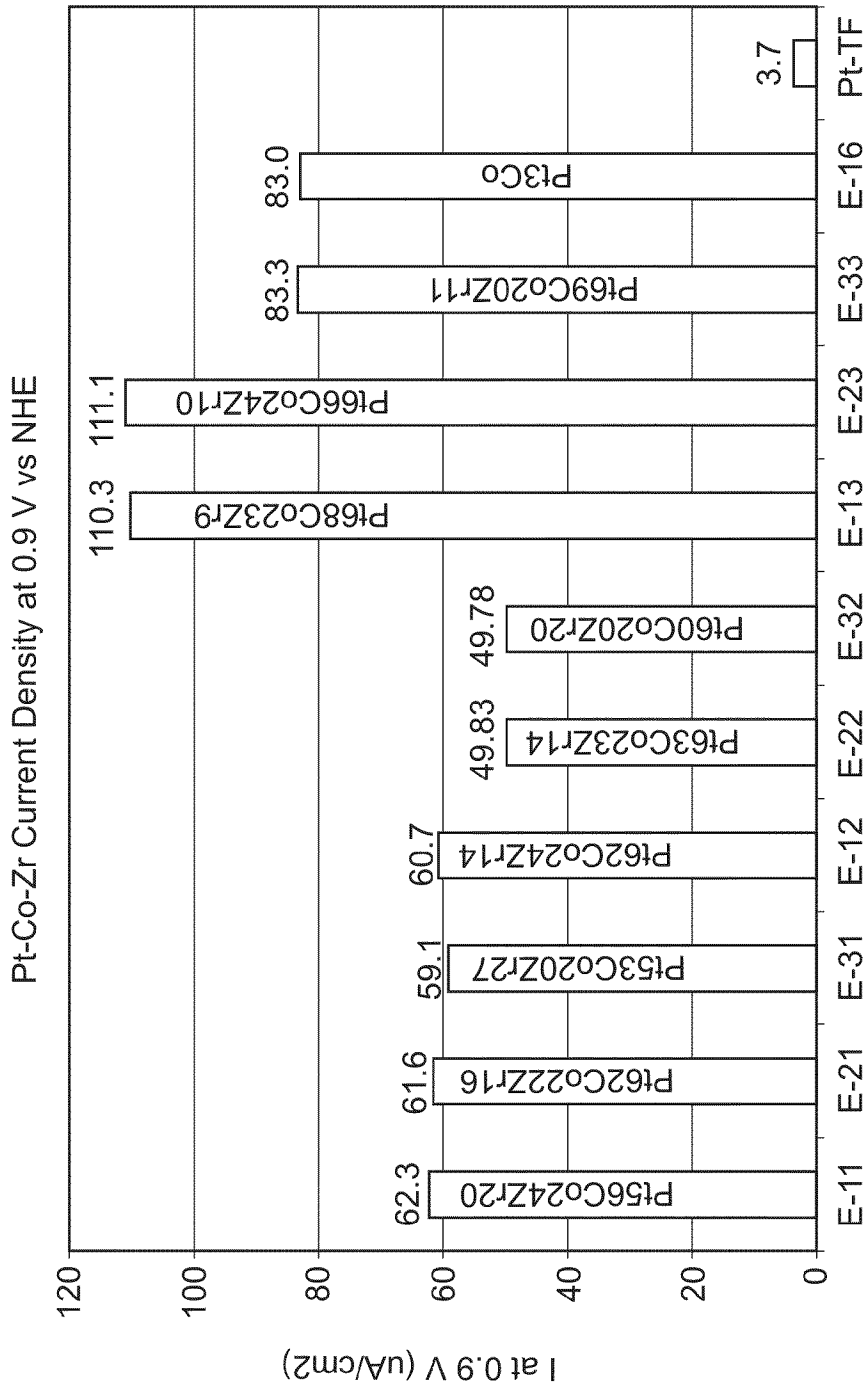 Pt-Co-Zr Current Density at 0.9 V vs NHE
I at 0.9 V (uA/cm2)
120
100
80
60
40
20
0
62.3
61.6
59.1
60.7
49.83
49.78
110.3
111.1
83.3
83.0
3.7
Pt56Co24Zr20
Pt62Co22Zr16
Pt53Co20Zr27
Pt62Co24Zr14
Pt63Co23Zr14
Pt60Co20Zr20
Pt68Co23Zr9
Pt66Co24Zr10
Pt69Co20Zr11
Pt3Co
E-11
E-21
E-31
E-12
E-22
E-32
E-13
E-23
E-33
E-16
Pt-TF